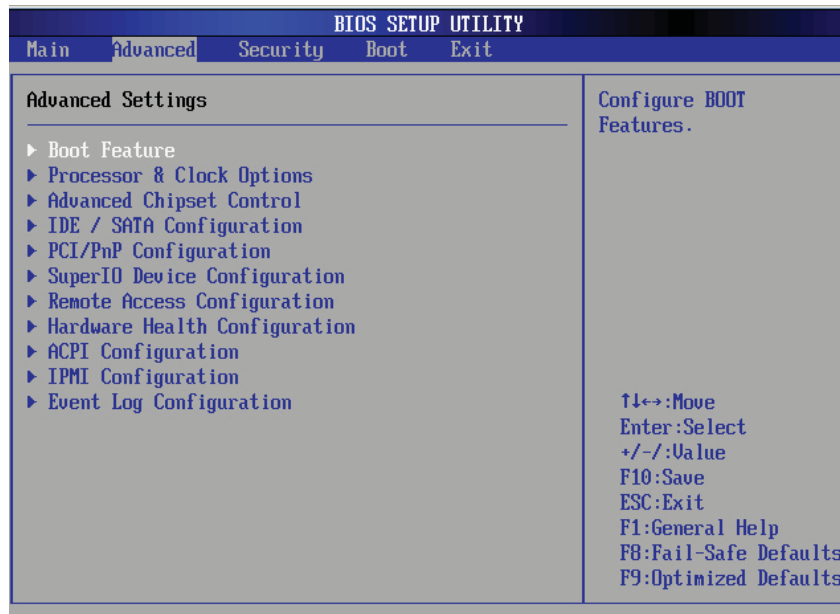 BIOS SETUP UTILITY
Main Advanced Security Boot Exit
Advanced Settings
Boot Feature
Processor & Clock Options
Advanced Chipset Control
IDE / SATA Configuration
PCI/PnP Configuration
SuperIO Device Configuration
Remote Access Configuration
Hardware Health Configuration
ACPI Configuration
IPMI Configuration
Event Log Configuration
Configure BOOT
Features.
↑↓←→:Move
Enter:Select
+/-/:Value
F10:Save
ESC:Exit
F1:General Help
F8:Fail-Safe Defaults
F9:Optimized Defaults